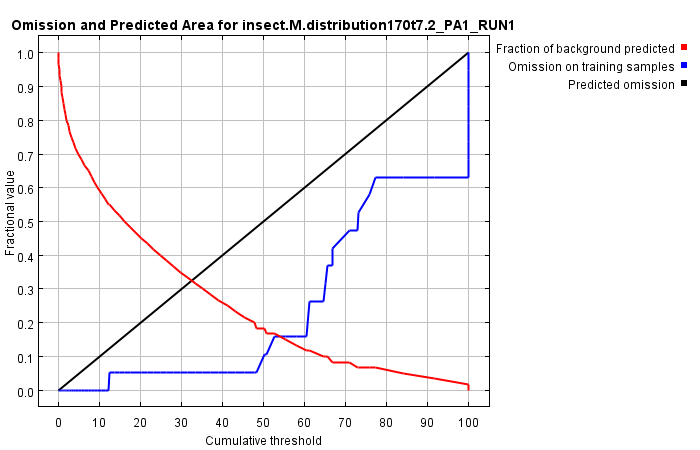 Omission and Predicted Area for insect.M.distribution170t7.2_PA1_RUN1
Fraction of background predicted
Omission on training samples
Predicted omission
Fractional value
1.0
0.9
0.8
0.7
0.6
0.5
0.4
0.3
0.2
0.1
0.0
0 10 20 30 40 50 60 70 80 90 100
Cumulative threshold